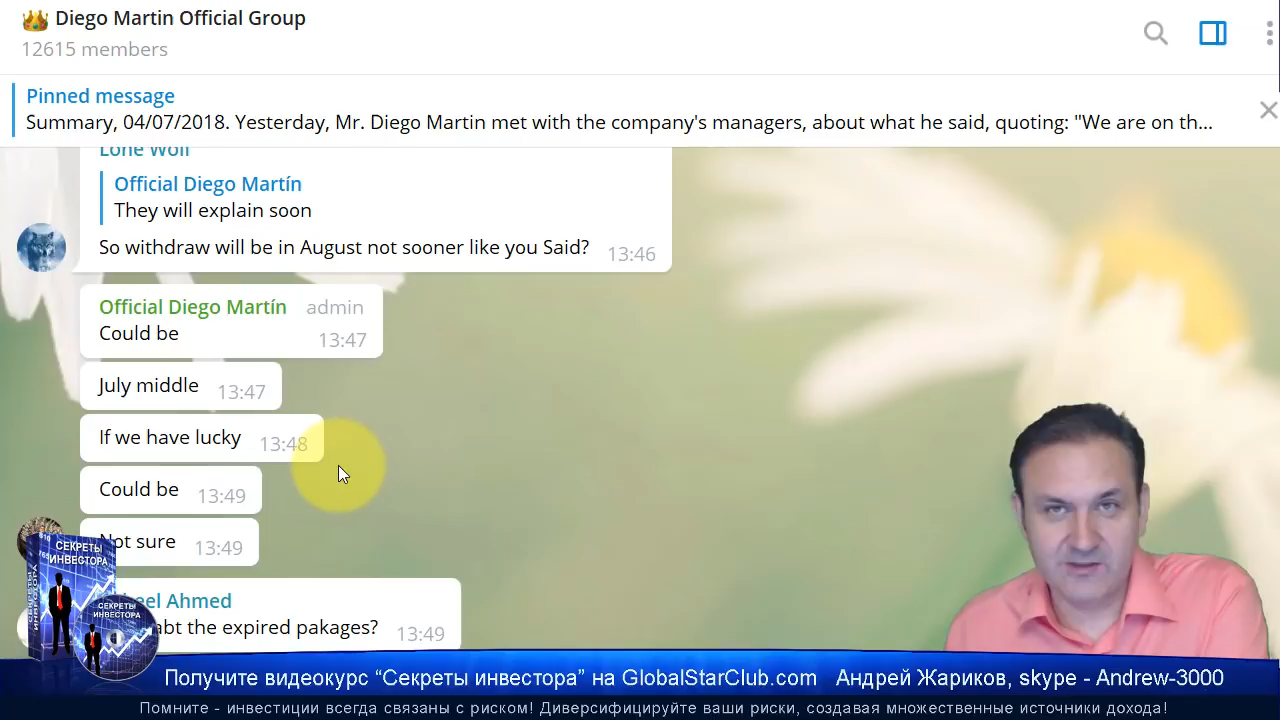 Diego Martin Official Group
12615 members
Pinned message
Summary, 04/07/2018. Yesterday, Mr. Diego Martin met with the company's managers, about what he said, quoting: "We are on th...
Lone Wolf
Official Diego Martín
They will explain soon
So withdraw will be in August not sooner like you Said? 13:46
Official Diego Martín admin
Could be 13:47
July middle 13:47
If we have lucky 13:48
Could be 13:49
Not sure 13:49
Ahmed
abt the expired pakages? 13:49
СЕКРЕТЫ
ИНВЕСТОРА
СЕКРЕТЫ
ИНВЕСТОРА
Получите видеокурс “Секреты инвестора” на GlobalStarClub.com Андрей Жариков, skype - Andrew-3000
Помните - инвестиции всегда связаны с риском! Диверсифицируйте ваши риски, создавая множественные источники дохода!